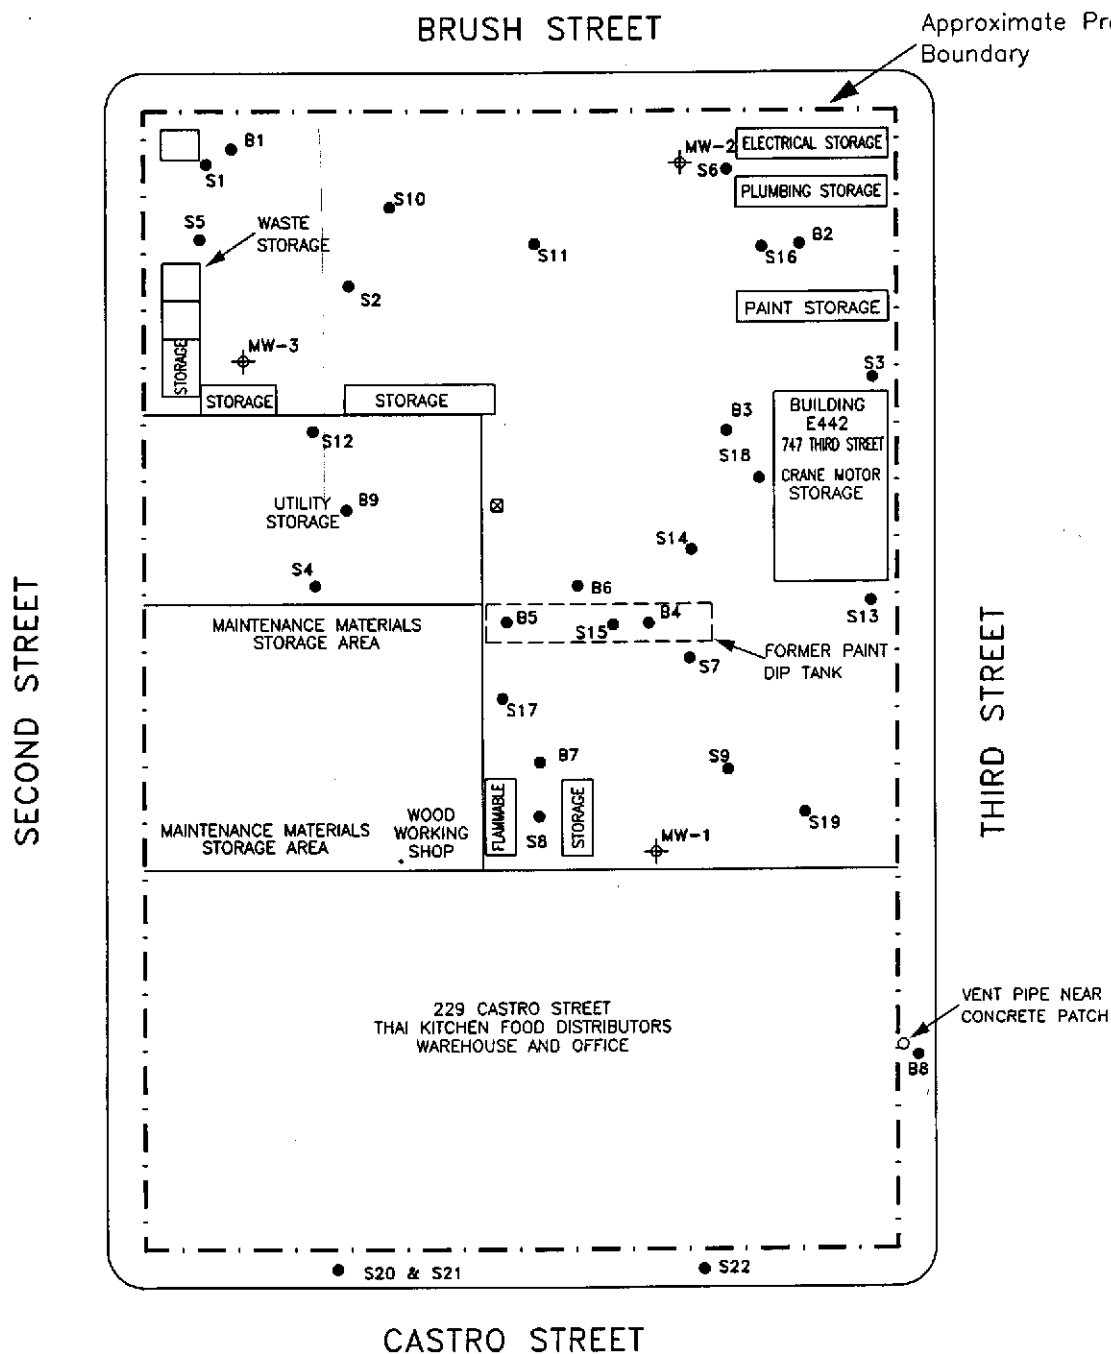 BRUSH STREET
Approximate Pr
Boundary
B1
S1
MW-2
S6
ELECTRICAL STORAGE
PLUMBING STORAGE
S10
S5
WASTE
STORAGE
S11
S16
B2
S2
PAINT STORAGE
MW-3
STORAGE
STORAGE
STORAGE
S3
BUILDING
E442
747 THIRD STREET
CRANE MOTOR
STORAGE
B3
S18
S12
UTILITY
STORAGE
B9
S14
S4
B6
S13
MAINTENANCE MATERIALS
STORAGE AREA
B5
S15
B4
FORMER PAINT
DIP TANK
S7
SECOND STREET
THIRD STREET
S17
B7
S9
FLAMMABLE
S8
STORAGE
S19
MAINTENANCE MATERIALS
STORAGE AREA
WOOD
WORKING
SHOP
MW-1
229 CASTRO STREET
THAI KITCHEN FOOD DISTRIBUTORS
WAREHOUSE AND OFFICE
VENT PIPE NEAR
CONCRETE PATCH
B8
S20 & S21
S22
CASTRO STREET